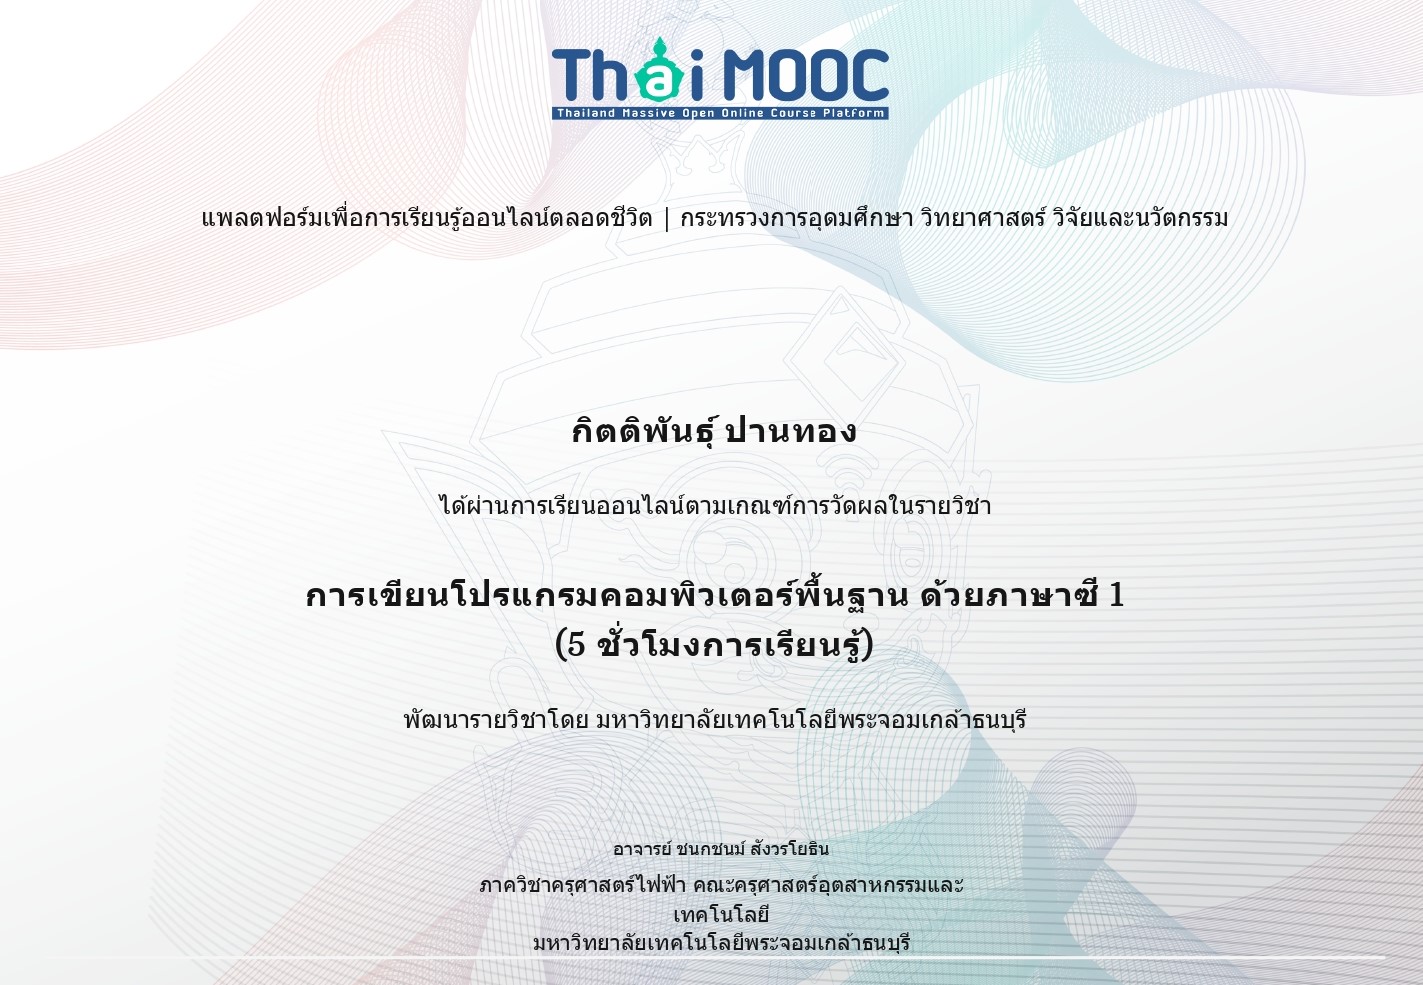 Thai MOOC
Thailand Massive Open Online Course Platform
แพลตฟอร์มเพื่อการเรียนรู้ออนไลน์ตลอดชีวิต | กระทรวงการอุดมศึกษา วิทยาศาสตร์ วิจัยและนวัตกรรม
กิตติพันธุ์ ปานทอง
ได้ผ่านการเรียนออนไลน์ตามเกณฑ์การวัดผลในรายวิชา
การเขียนโปรแกรมคอมพิวเตอร์พื้นฐาน ด้วยภาษาซี 1
(5 ชั่วโมงการเรียนรู้)
พัฒนารายวิชาโดย มหาวิทยาลัยเทคโนโลยีพระจอมเกล้าธนบุรี
อาจารย์ ชนกชนม์ สังวรโยธิน
ภาควิชาครุศาสตร์ไฟฟ้า คณะครุศาสตร์อุตสาหกรรมและ
เทคโนโลยี
มหาวิทยาลัยเทคโนโลยีพระจอมเกล้าธนบุรี